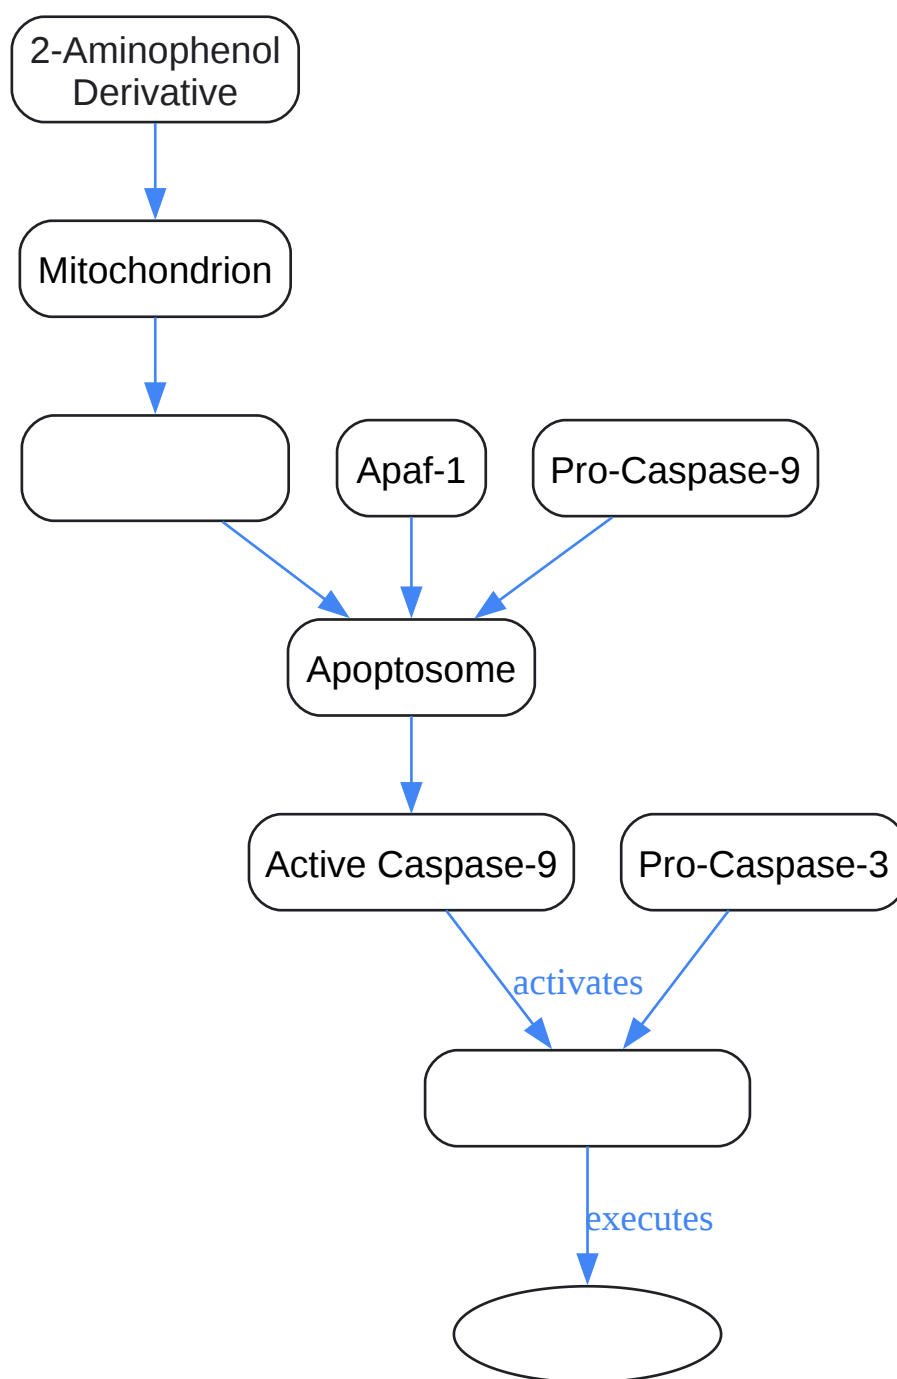 2-Aminophenol
Derivative
Mitochondrion
Apaf-1
Pro-Caspase-9
Apoptosome
Active Caspase-9
Pro-Caspase-3
activates
executes